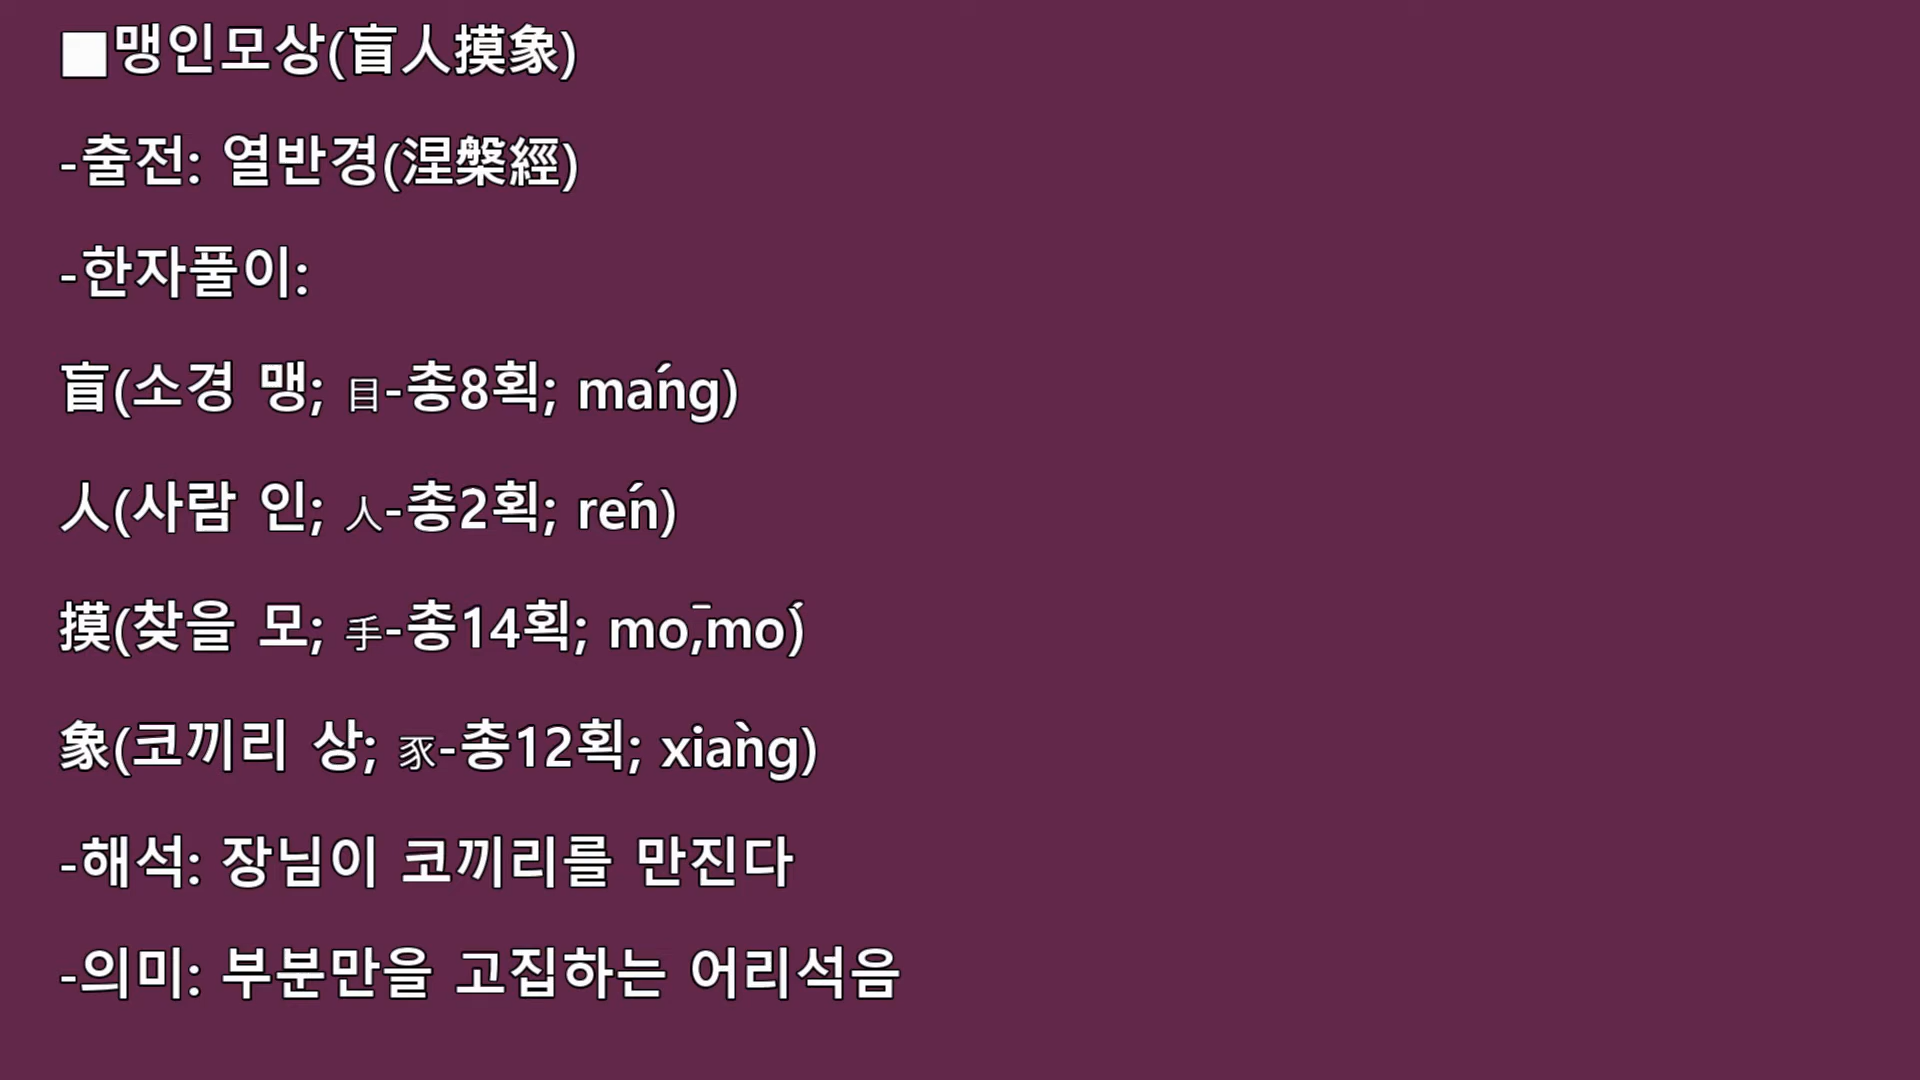 ■맹인모상(盲人摸象)
-출전: 열반경(涅槃經)
-한자풀이:
盲(소경 맹; 目-총8획; máng)
人(사람 인; 人-총2획; rén)
摸(찾을 모; 手-총14획; mō,mó)
象(코끼리 상; 豕-총12획; xiàng)
-해석: 장님이 코끼리를 만진다
-의미: 부분만을 고집하는 어리석음